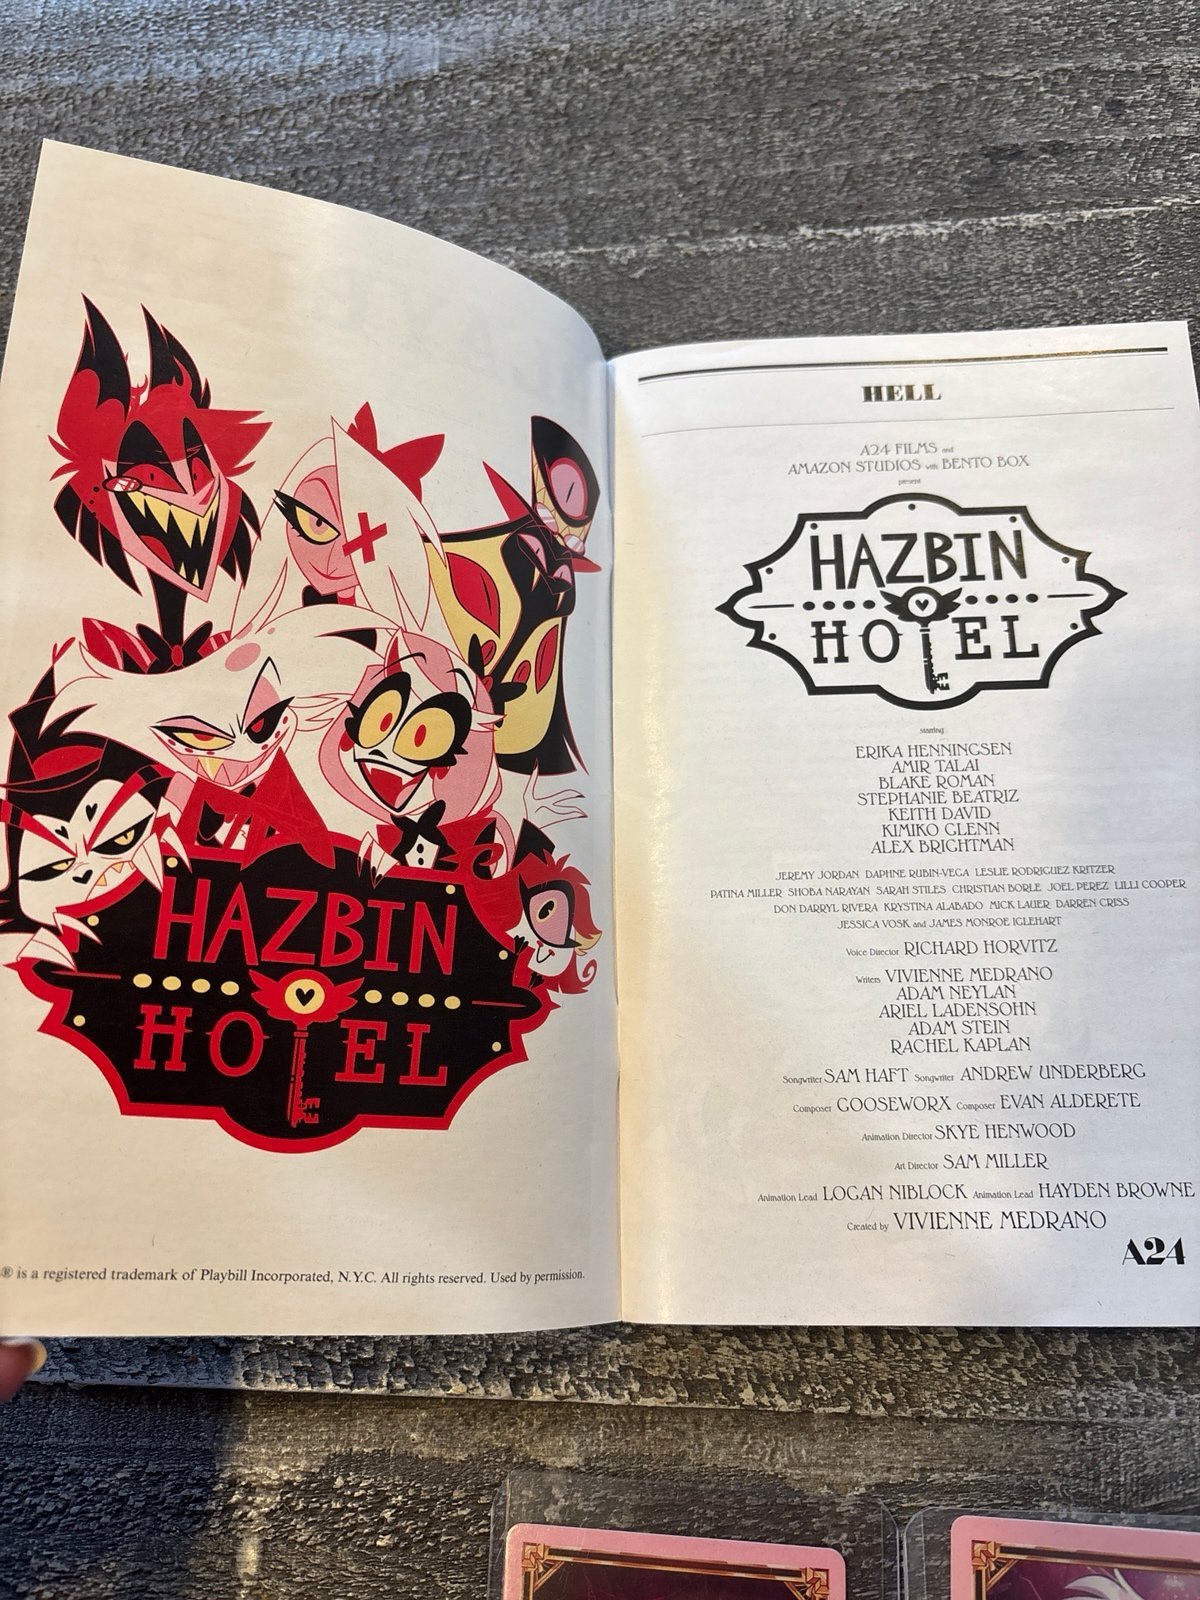 HAZBIN
HOTEL
® is a registered trademark of Playbill Incorporated, N.Y.C. All rights reserved. Used by permission.
HELL
A24 FILMS and
AMAZON STUDIOS with BENTO BOX
present
HAZBIN
HOTEL
starring
ERIKA HENNINGSEN
AMIR TALAI
BLAKE ROMAN
STEPHANIE BEATRIZ
KEITH DAVID
KIMIKO GLENN
ALEX BRIGHTMAN
JEREMY JORDAN DAPHNE RUBIN-VEGA LESLIE RODRIGUEZ KRITZER
PATINA MILLER SHOBA NARAYAN SARAH STILES CHRISTIAN BORLE JOEL PEREZ LILLI COOPER
DON DARRYL RIVERA KRYSTINA ALABADO MICK LAUER DARREN CRISS
JESSICA VOSK and JAMES MONROE IGLEHART
Voice Director RICHARD HORVITZ
Writers VIVIENNE MEDRANO
ADAM NEYLAN
ARIEL LADENSOHN
ADAM STEIN
RACHEL KAPLAN
Songwriter SAM HAFT Songwriter ANDREW UNDERBERG
Composer GOOSEWORX Composer EVAN ALDERETE
Animation Director SKYE HENWOOD
Art Director SAM MILLER
Animation Lead LOGAN NIBLOCK Animation Lead HAYDEN BROWNE
Created by VIVIENNE MEDRANO
A24